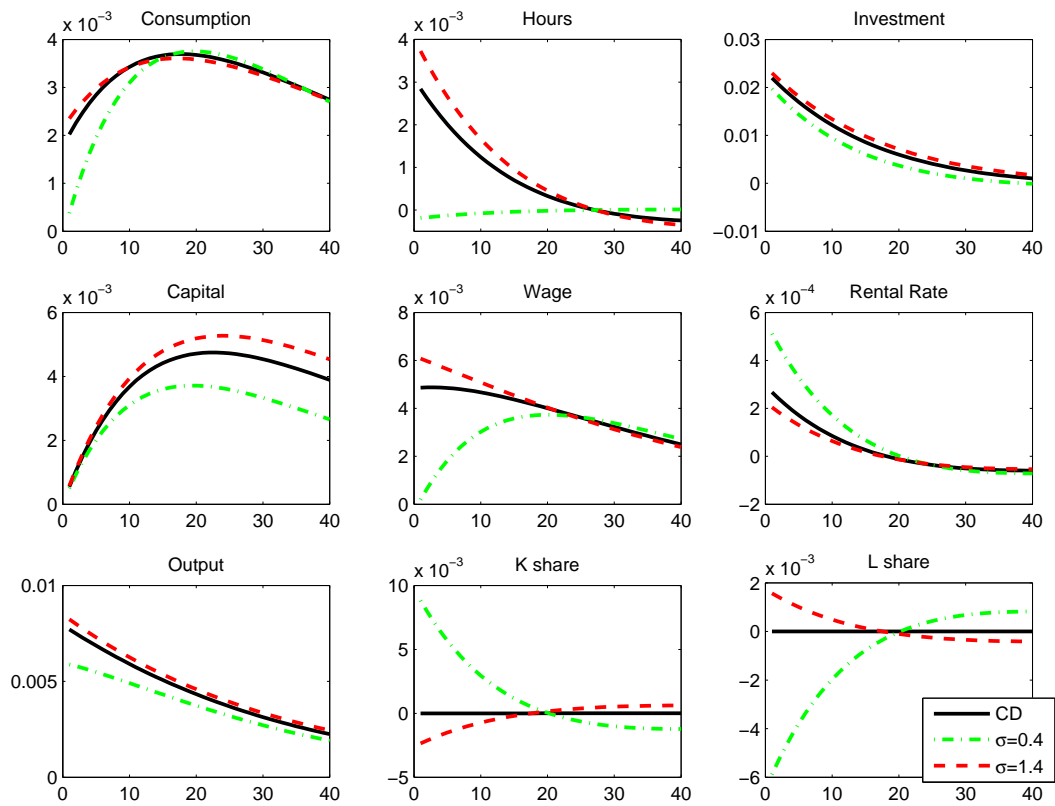 Consumption
x 10⁻³
4
3
2
1
0
0 10 20 30 40
Hours
x 10⁻³
4
3
2
1
0
0 10 20 30 40
Investment
0.03
0.02
0.01
0
−0.01
0 10 20 30 40
Capital
x 10⁻³
6
4
2
0
0 10 20 30 40
Wage
x 10⁻³
8
6
4
2
0
0 10 20 30 40
Rental Rate
x 10⁻⁴
6
4
2
0
−2
0 10 20 30 40
Output
0.01
0.005
0
0 10 20 30 40
K share
x 10⁻³
10
5
0
−5
0 10 20 30 40
L share
x 10⁻³
2
0
−2
−4
−6
0 10 20 30 40
CD
σ=0.4
σ=1.4